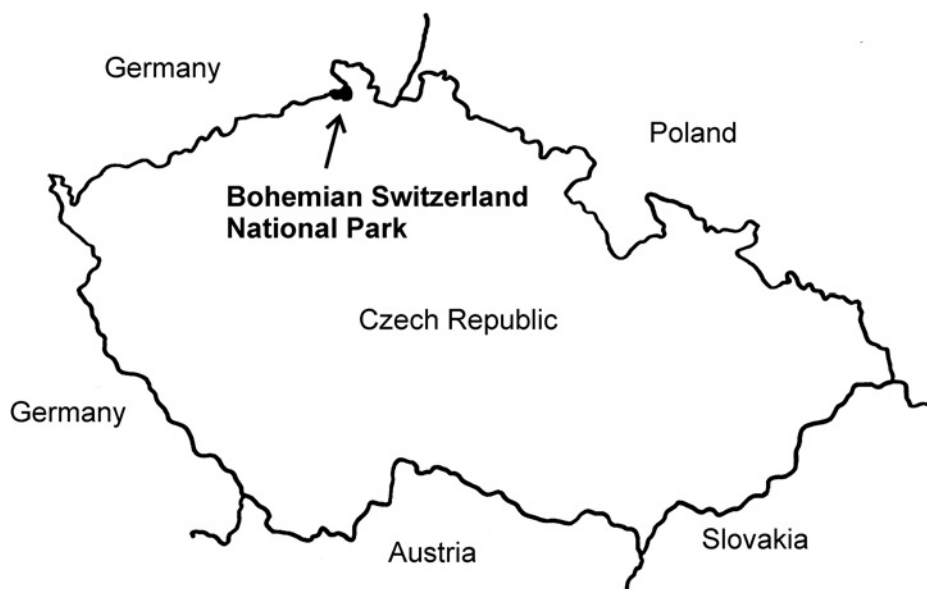 Germany
Poland
Bohemian Switzerland
National Park
Czech Republic
Germany
Slovakia
Austria